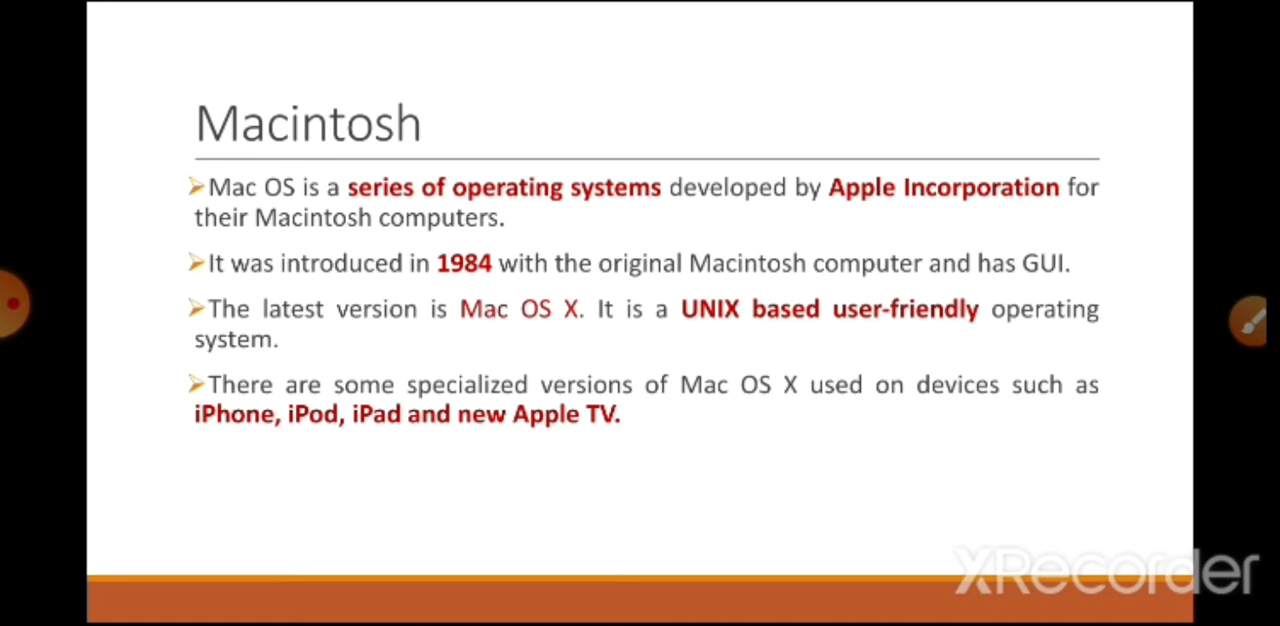 Macintosh
➢Mac OS is a series of operating systems developed by Apple Incorporation for
their Macintosh computers.
➢It was introduced in 1984 with the original Macintosh computer and has GUI.
➢The latest version is Mac OS X. It is a UNIX based user-friendly operating
system.
➢There are some specialized versions of Mac OS X used on devices such as
iPhone, iPod, iPad and new Apple TV.
XRecorder